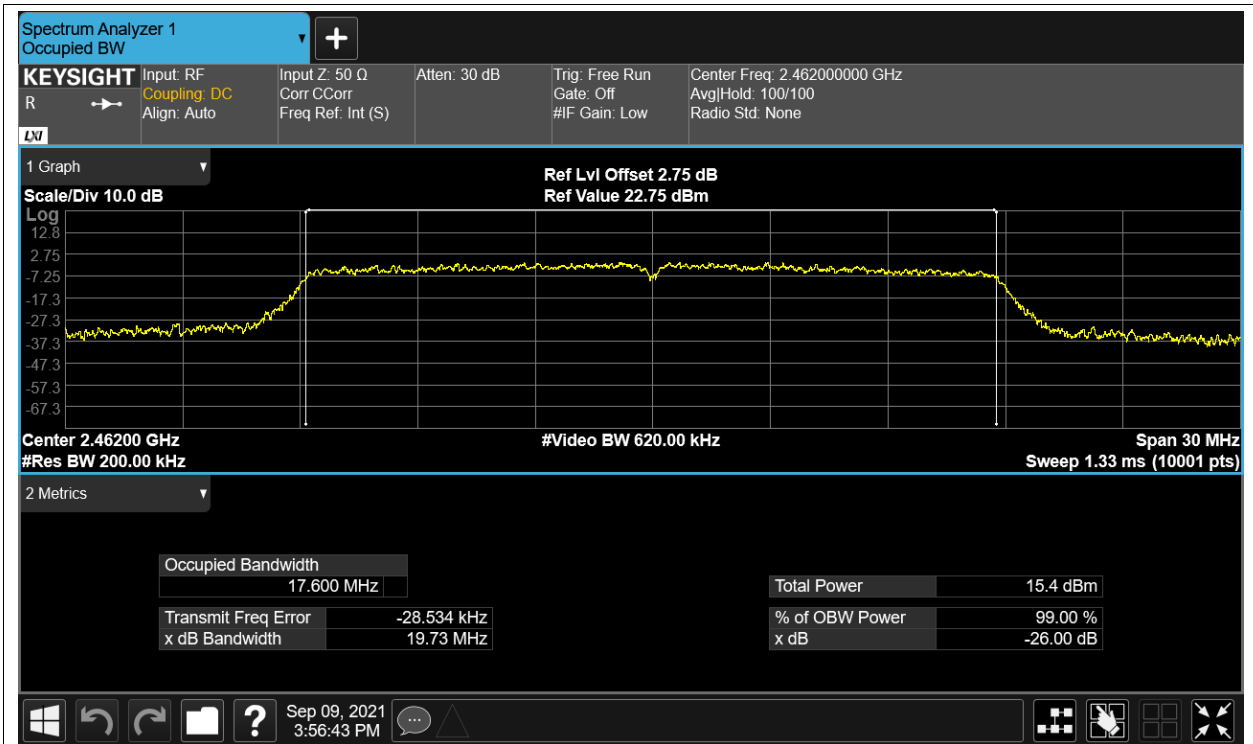 Spectrum Analyzer 1
Occupied BW
KEYSIGHT
R
LXI
Input: RF
Coupling: DC
Align: Auto
Input Z: 50 Ω
Corr CCorr
Freq Ref: Int (S)
Atten: 30 dB
Trig: Free Run
Gate: Off
#IF Gain: Low
Center Freq: 2.462000000 GHz
Avg|Hold: 100/100
Radio Std: None
1 Graph
Scale/Div 10.0 dB
Ref Lvl Offset 2.75 dB
Ref Value 22.75 dBm
Log
12.8
2.75
-7.25
-17.3
-27.3
-37.3
-47.3
-57.3
-67.3
Center 2.46200 GHz
#Video BW 620.00 kHz
Span 30 MHz
#Res BW 200.00 kHz
Sweep 1.33 ms (10001 pts)
2 Metrics
Occupied Bandwidth
17.600 MHz
Total Power 15.4 dBm
Transmit Freq Error -28.534 kHz
% of OBW Power 99.00 %
x dB Bandwidth 19.73 MHz
x dB -26.00 dB
?
Sep 09, 2021
3:56:43 PM